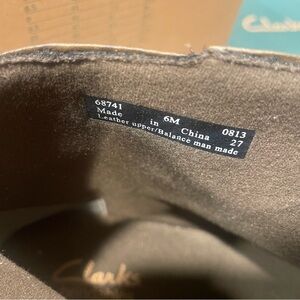 Clarks
68741 6M 0813
Made in China 27
Leather upper/Balance man made
Clarks